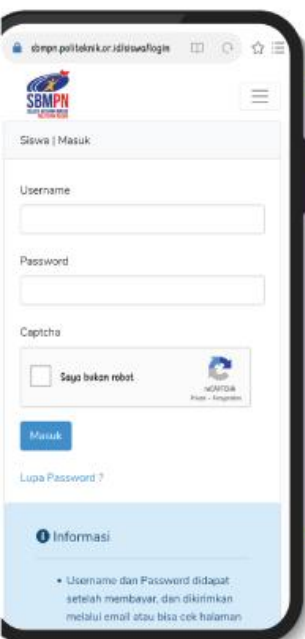 sbmpn.politeknik.or.id/siswa/login
SBMPN
Siswa | Masuk
Username
Password
Captcha
Saya bukan robot
reCAPTCHA
Masuk
Lupa Password ?
Informasi
• Username dan Password didapat
setelah membayar, dan dikirimkan
melalui email atau bisa cek halaman